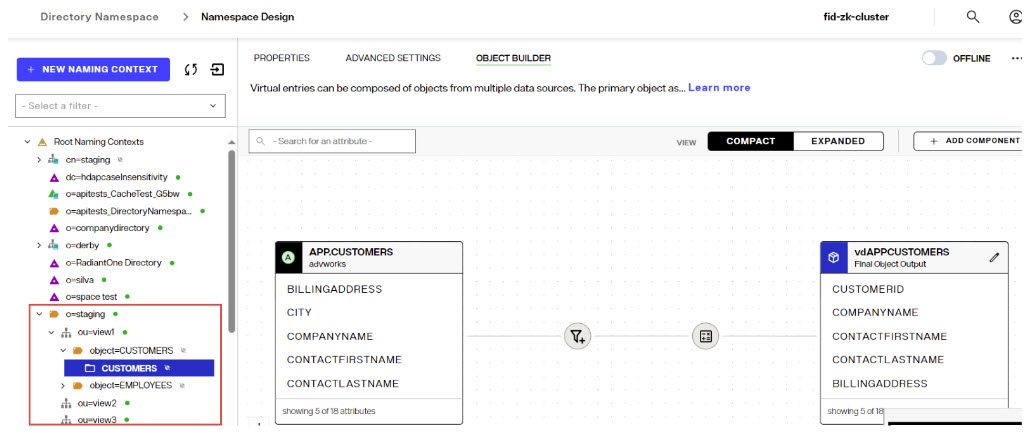 Directory Namespace > Namespace Design
fid-zk-cluster
+ NEW NAMING CONTEXT
- Select a filter -
Root Naming Contexts
cn=staging
dc=hdapcaseInsensitivity
o=apitests_CacheTest_G5bw
o=apitests_DirectoryNamespa...
o=companydirectory
o=derby
o=RadiantOne Directory
o=silva
o=space test
o=staging
ou=view1
object=CUSTOMERS
CUSTOMERS
object=EMPLOYEES
ou=view2
ou=view3
PROPERTIES
ADVANCED SETTINGS
OBJECT BUILDER
OFFLINE
Virtual entries can be composed of objects from multiple data sources. The primary object as... Learn more
- Search for an attribute -
VIEW
COMPACT
EXPANDED
+ ADD COMPONENT
A
APP.CUSTOMERS
advworks
BILLINGADDRESS
CITY
COMPANYNAME
CONTACTFIRSTNAME
CONTACTLASTNAME
showing 5 of 18 attributes
vdAPPCUSTOMERS
Final Object Output
CUSTOMERID
COMPANYNAME
CONTACTFIRSTNAME
CONTACTLASTNAME
BILLINGADDRESS
showing 5 of 18